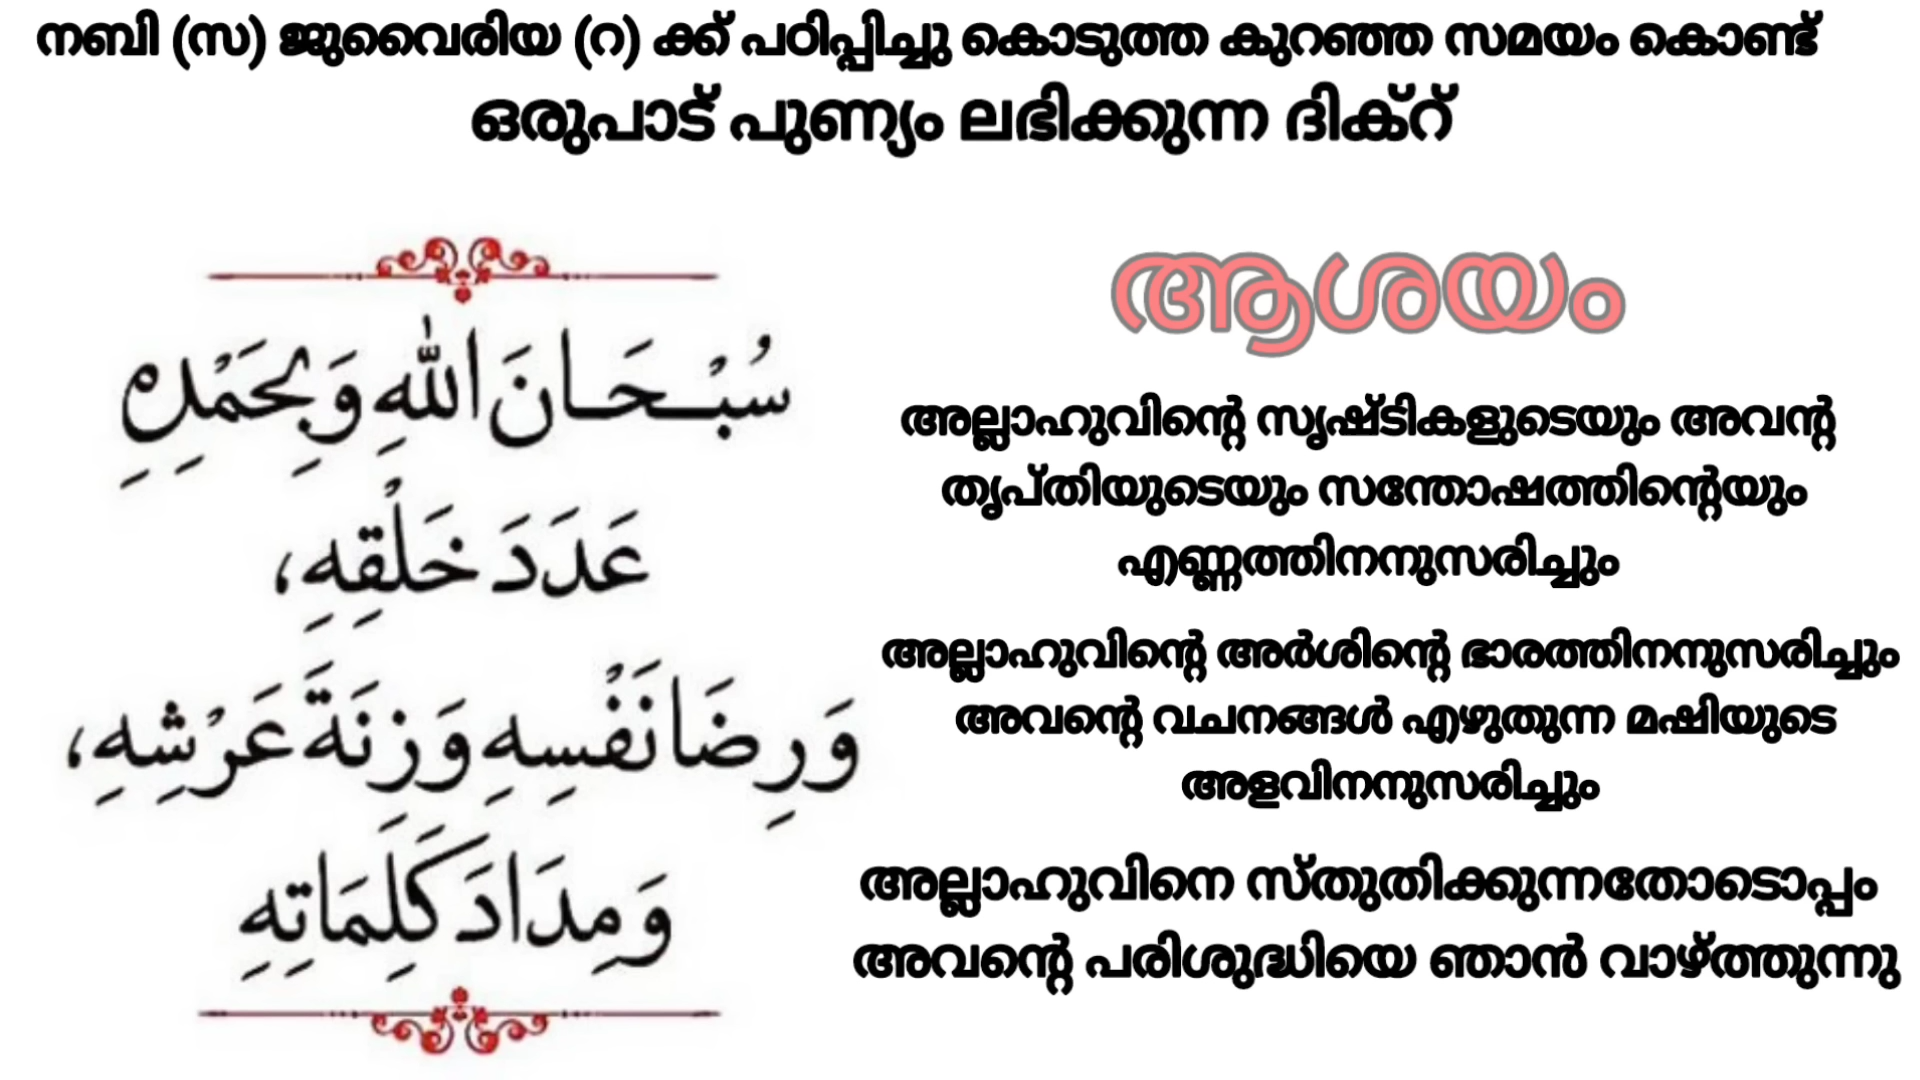 നബി (സ) ജുവൈരിയ (റ) ക്ക് പഠിപ്പിച്ചു കൊടുത്ത കുറഞ്ഞ സമയം കൊണ്ട്
ഒരുപാട് പുണ്യം ലഭിക്കുന്ന ദിക്റ്
سُبْحَانَ اللهِ وَبِحَمْدِهِ
عَدَدَ خَلْقِهِ،
وَرِضَا نَفْسِهِ وَزِنَةَ عَرْشِهِ،
وَمِدَادَ كَلِمَاتِهِ
ആശയം
അല്ലാഹുവിന്റെ സൃഷ്ടികളുടെയും അവന്റ
തൃപ്തിയുടെയും സന്തോഷത്തിന്റെയും
എണ്ണത്തിനനുസരിച്ചും
അല്ലാഹുവിന്റെ അർശിന്റെ ഭാരത്തിനനുസരിച്ചും
അവന്റെ വചനങ്ങൾ എഴുതുന്ന മഷിയുടെ
അളവിനനുസരിച്ചും
അല്ലാഹുവിനെ സ്തുതിക്കുന്നതോടൊപ്പം
അവന്റെ പരിശുദ്ധിയെ ഞാൻ വാഴ്ത്തുന്നു